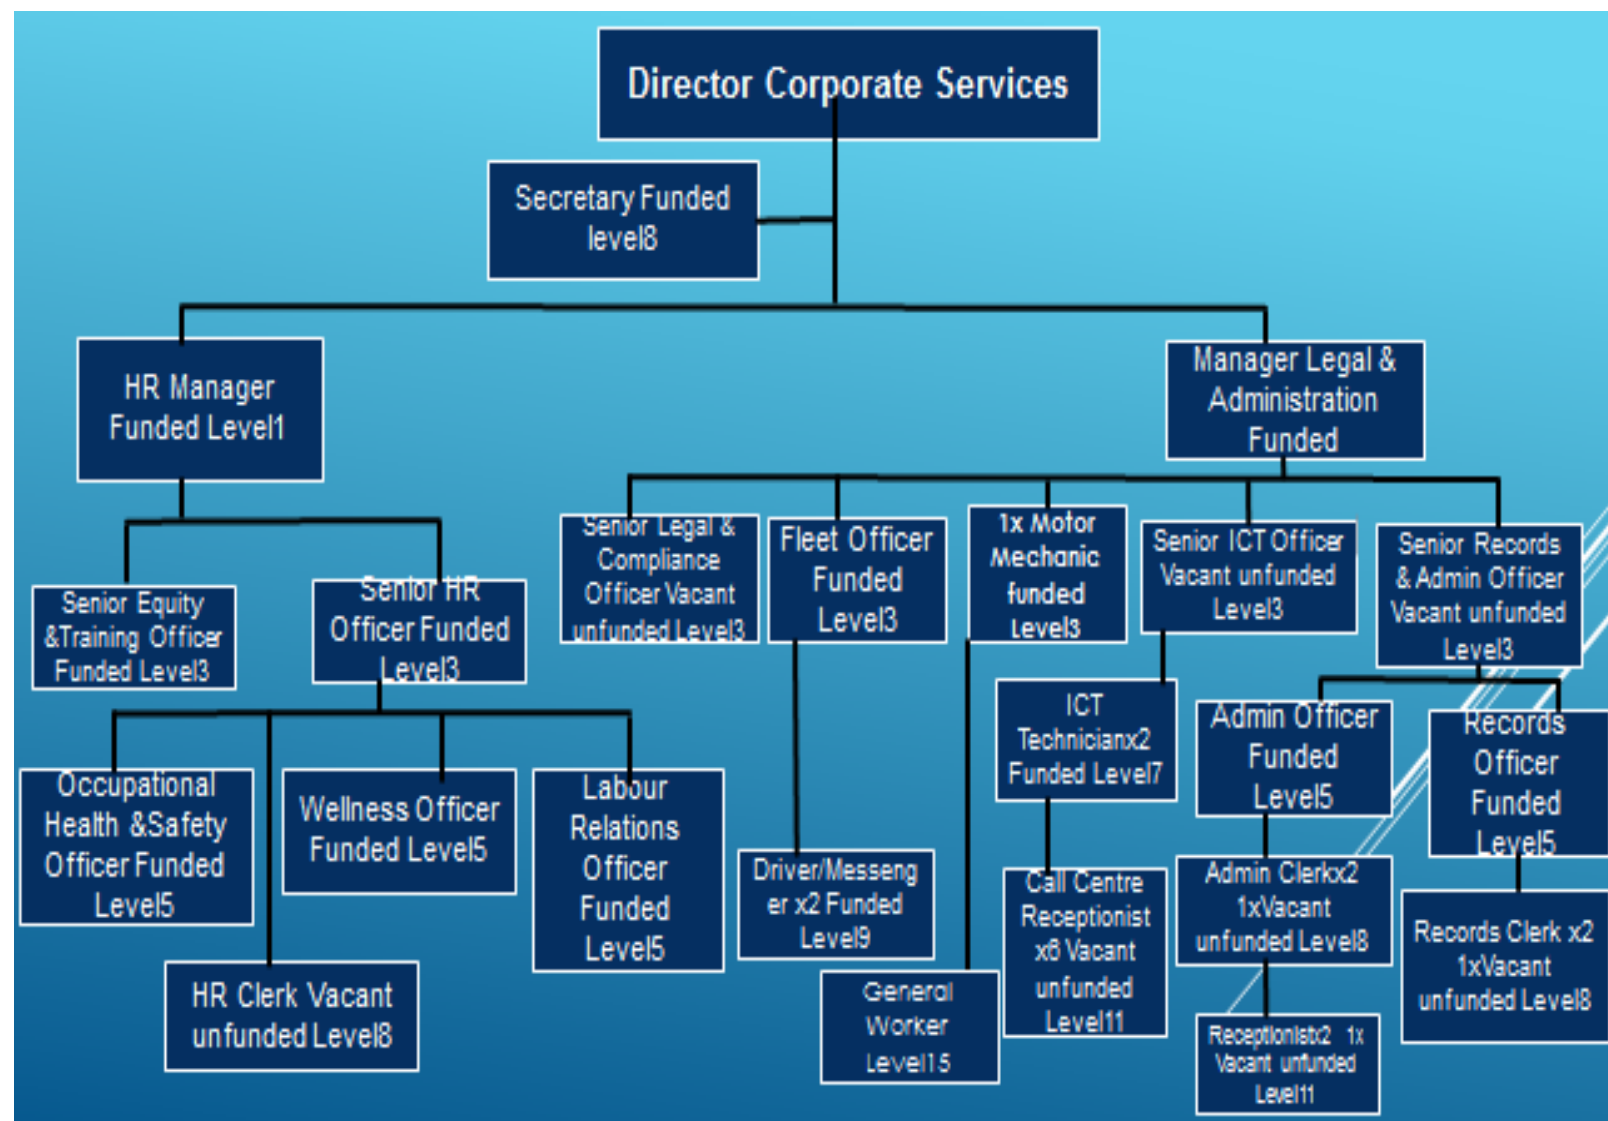 Director Corporate Services
Secretary Funded
level8
HR Manager
Funded Level1
Manager Legal &
Administration
Funded
Senior Equity
&Training Officer
Funded Level3
Senior HR
Officer Funded
Level3
Senior Legal &
Compliance
Officer Vacant
unfunded Level3
Fleet Officer
Funded
Level3
1x Motor
Mechanic
funded
Level3
Senior ICT Officer
Vacant unfunded
Level3
Senior Records
& Admin Officer
Vacant unfunded
Level3
Occupational
Health &Safety
Officer Funded
Level5
HR Clerk Vacant
unfunded Level8
Wellness Officer
Funded Level5
Labour
Relations
Officer
Funded
Level5
Driver/Messeng
er x2 Funded
Level9
General
Worker
Level15
ICT
Technicianx2
Funded Level7
Call Centre
Receptionist
x6 Vacant
unfunded
Level11
Admin Officer
Funded
Level5
Admin Clerkx2
1xVacant
unfunded Level8
Receptionistx2 1x
Vacant unfunded
Level11
Records
Officer
Funded
Level5
Records Clerk x2
1xVacant
unfunded Level8